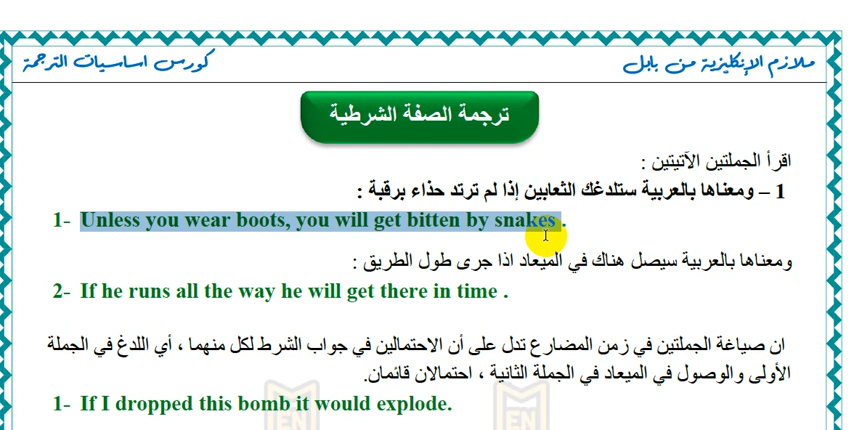 ملازم الإنكليزية من بابل
كورس اساسيات الترجمة
ترجمة الصفة الشرطية
اقرأ الجملتين الآتيتين :
1 – ومعناها بالعربية ستلدغك الثعابين إذا لم ترتد حذاء برقبة :
1- Unless you wear boots, you will get bitten by snakes .
ومعناها بالعربية سيصل هناك في الميعاد اذا جرى طول الطريق :
2- If he runs all the way he will get there in time .
ان صياغة الجملتين في زمن المضارع تدل على أن الاحتمالين في جواب الشرط لكل منهما ، أي اللدغ في الجملة
الأولى والوصول في الميعاد في الجملة الثانية ، احتمالان قائمان.
1- If I dropped this bomb it would explode.
EN
EN